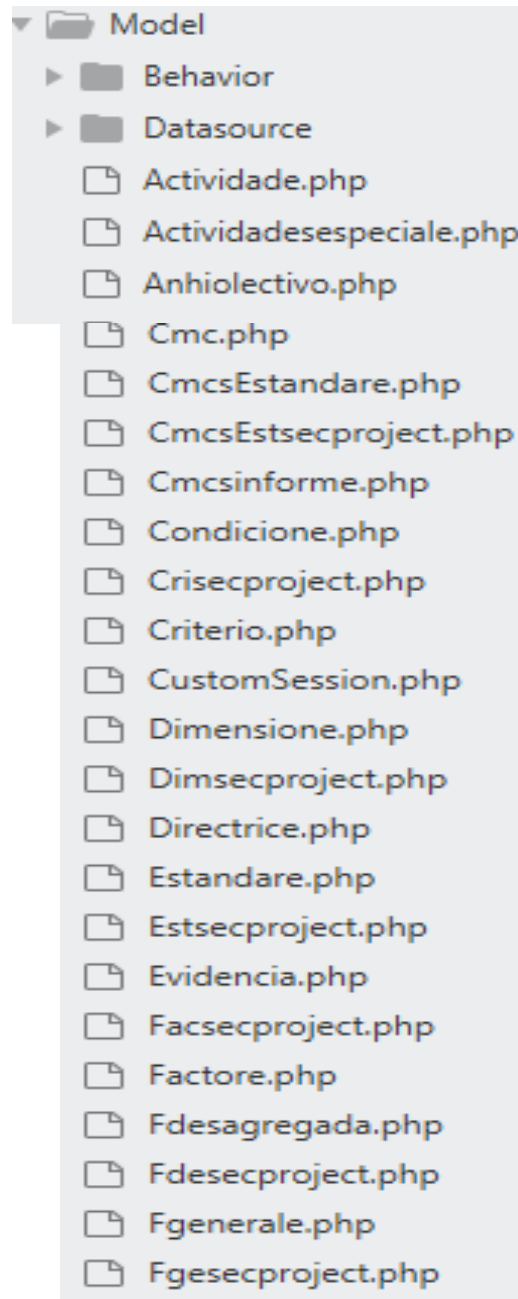 Model
Behavior
Datasource
Actividade.php
Actividadesespeciale.php
Anhiolectivo.php
Cmc.php
CmcsEstandare.php
CmcsEstsecproject.php
Cmcsinforme.php
Condicione.php
Crisecproject.php
Criterio.php
CustomSession.php
Dimensione.php
Dimsecproject.php
Directrice.php
Estandare.php
Estsecproject.php
Evidencia.php
Facsecproject.php
Factore.php
Fdesagregada.php
Fdesecproject.php
Fgenerale.php
Fgesecproject.php